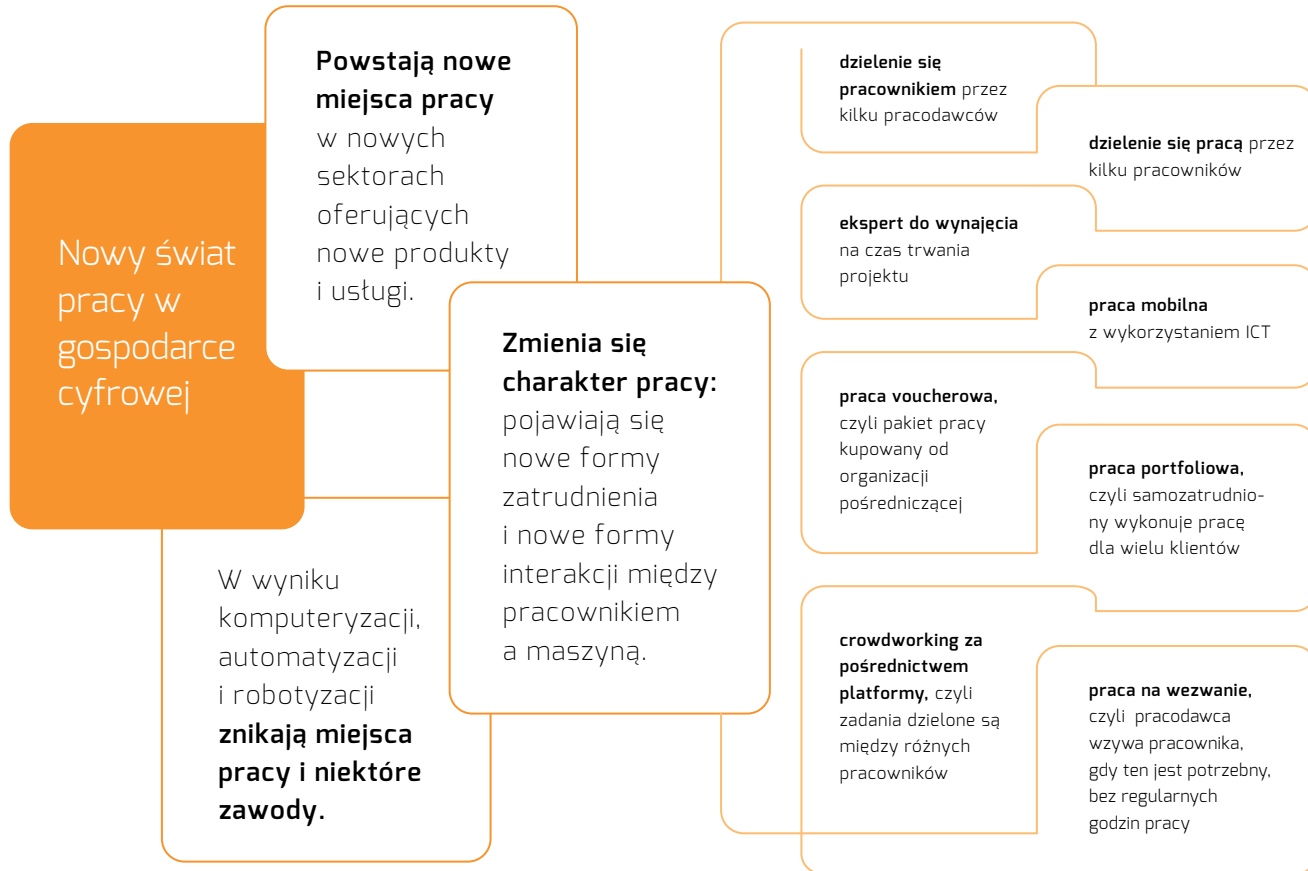 Nowy świat
pracy w
gospodarce
cyfrowej
Powstają nowe
miejsca pracy
w nowych
sektorach
oferujących
nowe produkty
i usługi.
W wyniku
komputeryzacji,
automatyzacji
i robotyzacji
znikają miejsca
pracy i niektóre
zawody.
Zmienia się
charakter pracy:
pojawiają się
nowe formy
zatrudnienia
i nowe formy
interakcji między
pracownikiem
a maszyną.
dzielenie się
pracownikiem przez
kilku pracodawców
dzielenie się pracą przez
kilku pracowników
ekspert do wynajęcia
na czas trwania
projektu
praca mobilna
z wykorzystaniem ICT
praca voucherowa,
czyli pakiet pracy
kupowany od
organizacji
pośredniczącej
praca portfoliowa,
czyli samozatrudnio-
ny wykonuje pracę
dla wielu klientów
crowdworking za
pośrednictwem
platformy, czyli
zadania dzielone są
między różnych
pracowników
praca na wezwanie,
czyli pracodawca
wzywa pracownika,
gdy ten jest potrzebny,
bez regularnych
godzin pracy